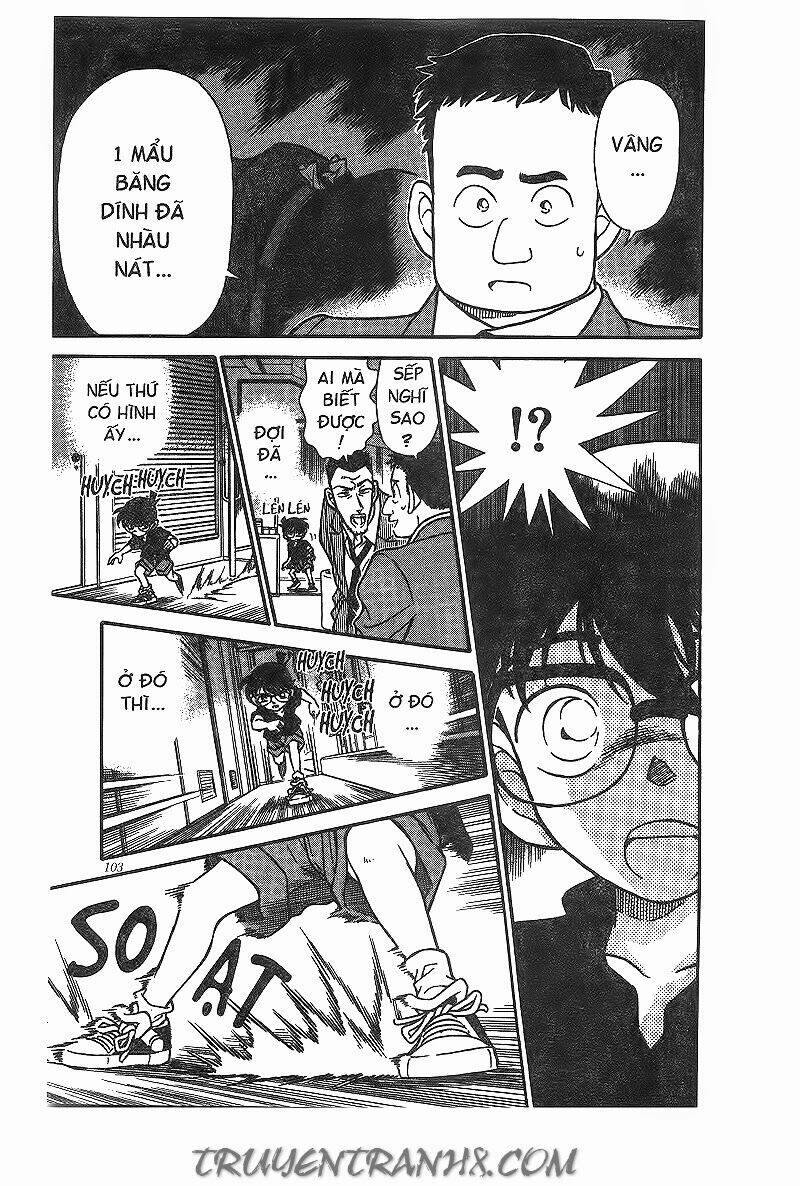 VÂNG
...
1 MẨU
BĂNG
DÍNH ĐÃ
NHÀU
NÁT...
!?
SẾP
NGHĨ
SAO
?
AI MÀ
BIẾT
ĐƯỢC
!
ĐỢI
ĐÃ
...
LẺN LÉN
NẾU THỨ
CÓ HÌNH
ẤY...
HUỴCH HUỴCH
Ở ĐÓ
...
HUỴCH
HUỴCH
HUỴCH
Ở ĐÓ
THÌ...
103
SOẠT
TRUYENTRANH8.COM